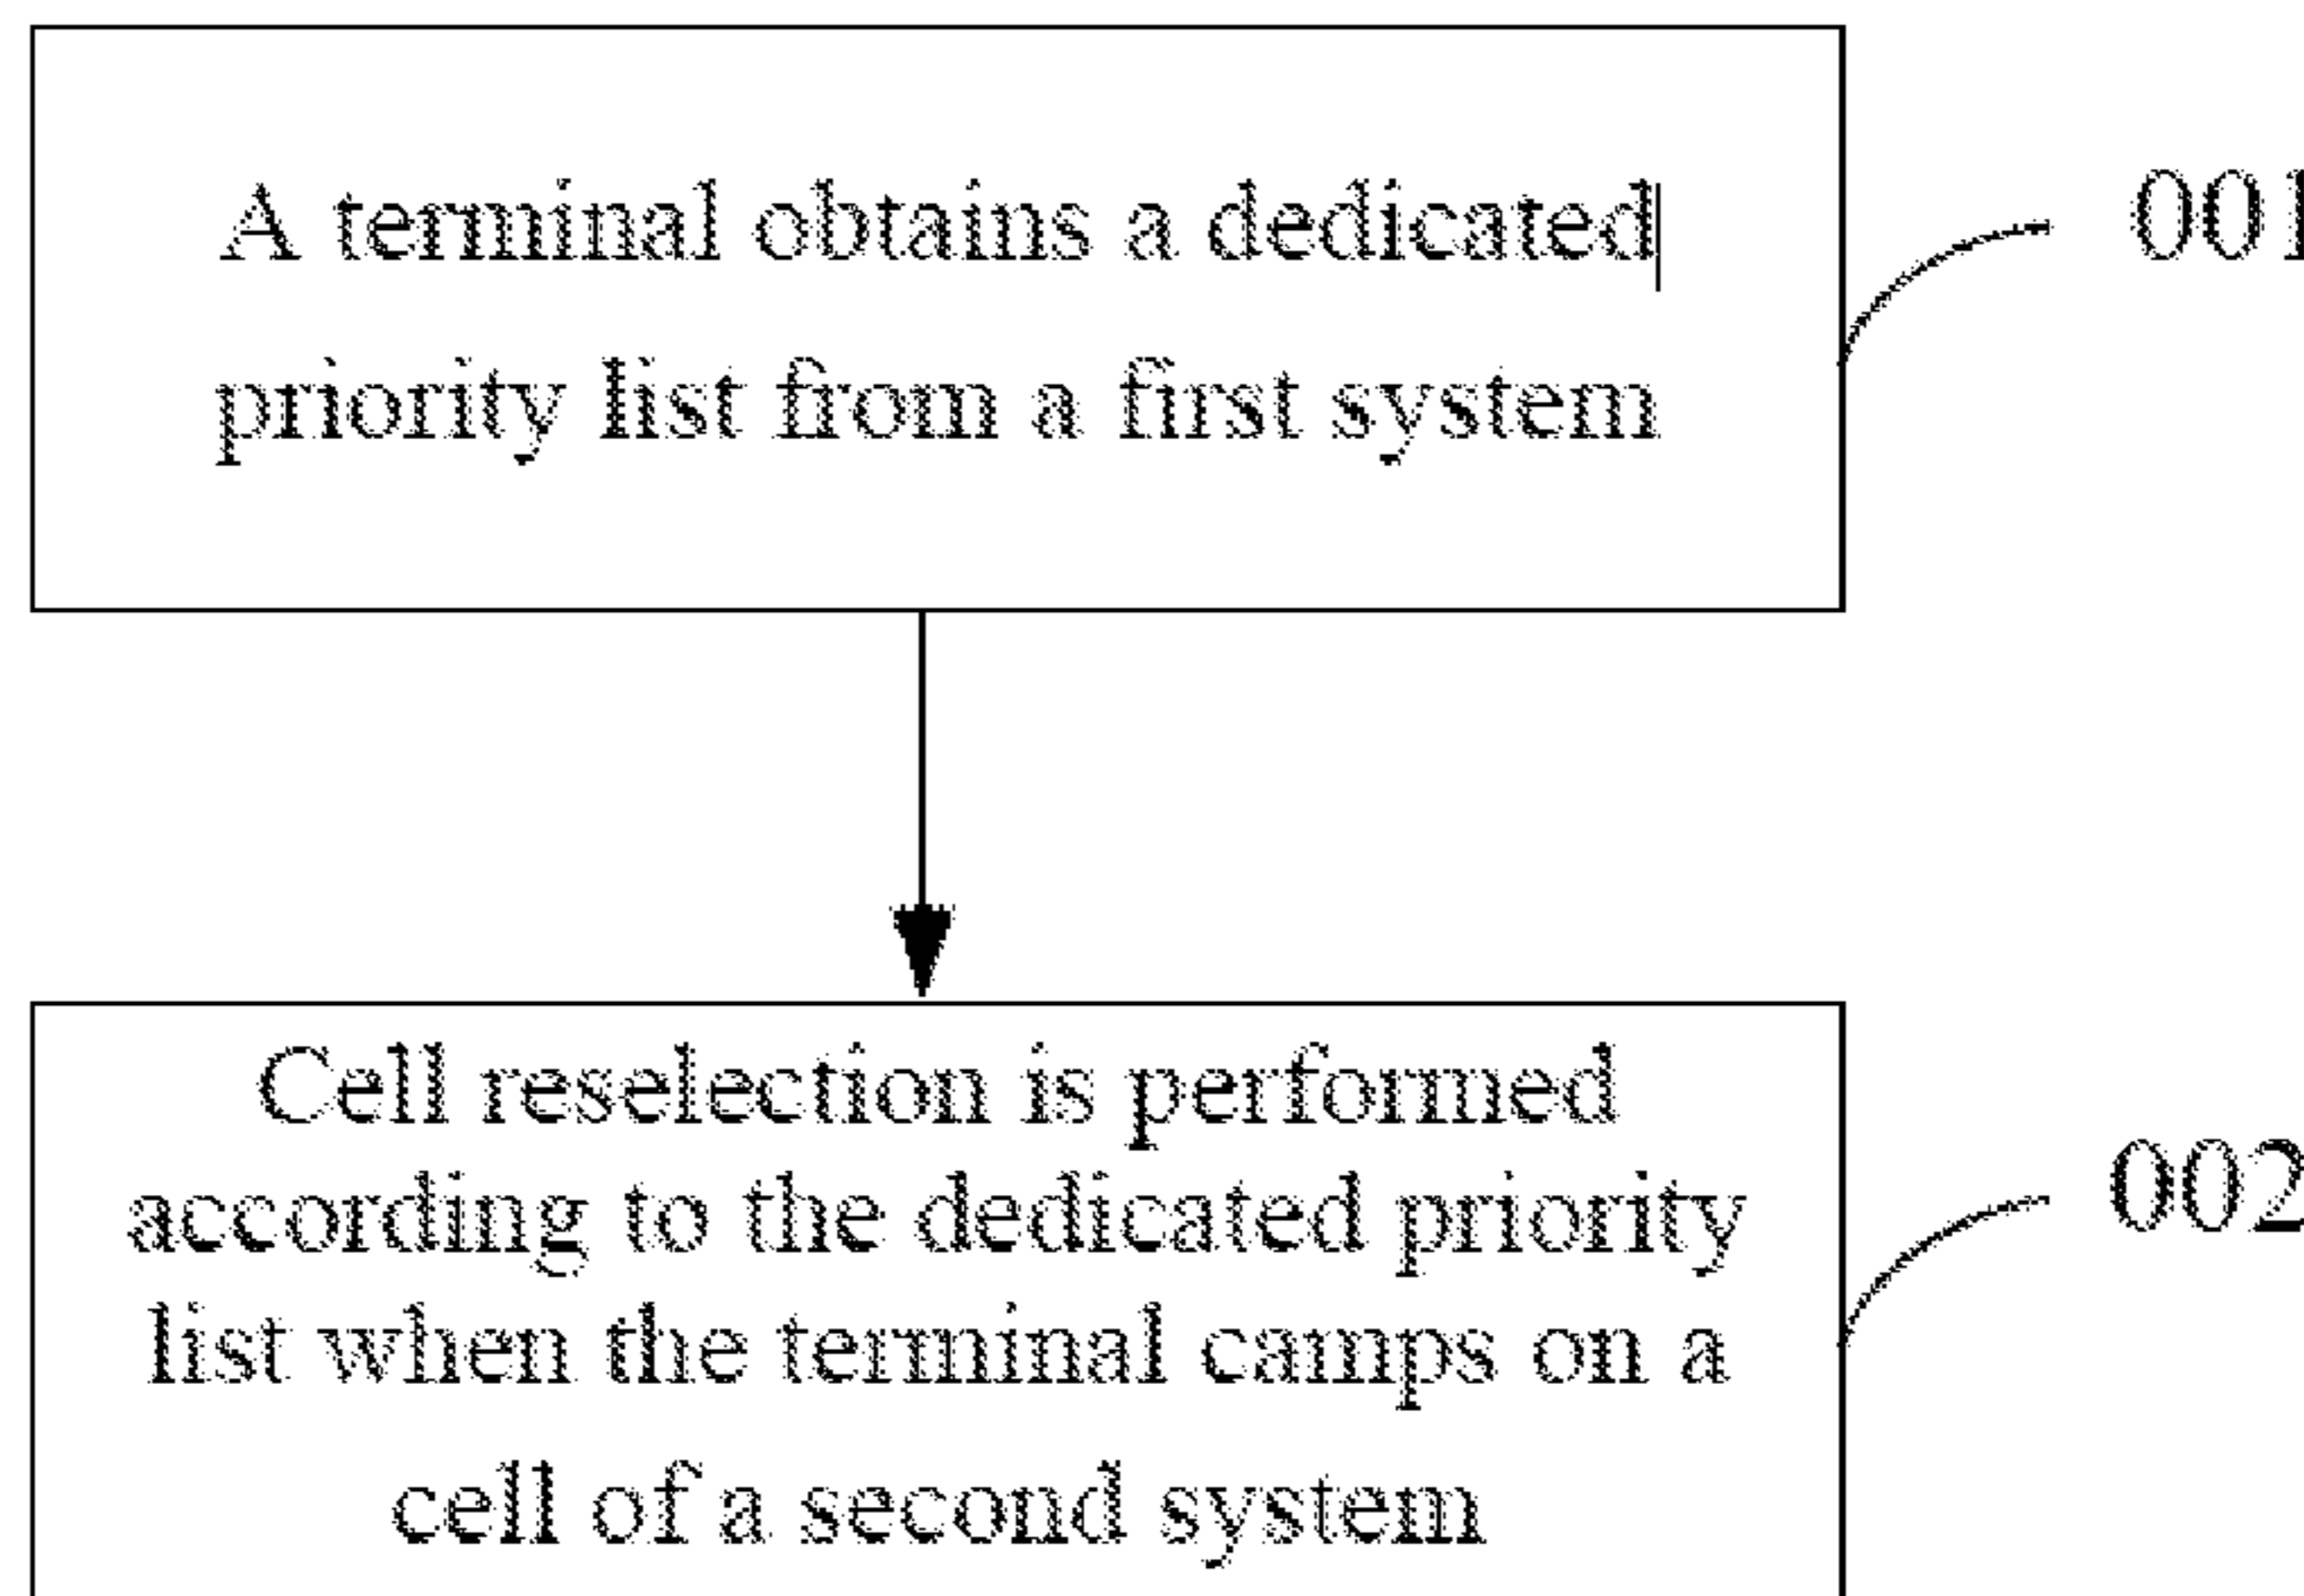 A terminal obtains a dedicated
priority list from a first system
001
Cell reselection is performed
according to the dedicated priority
list when the terminal camps on a
cell of a second system
002